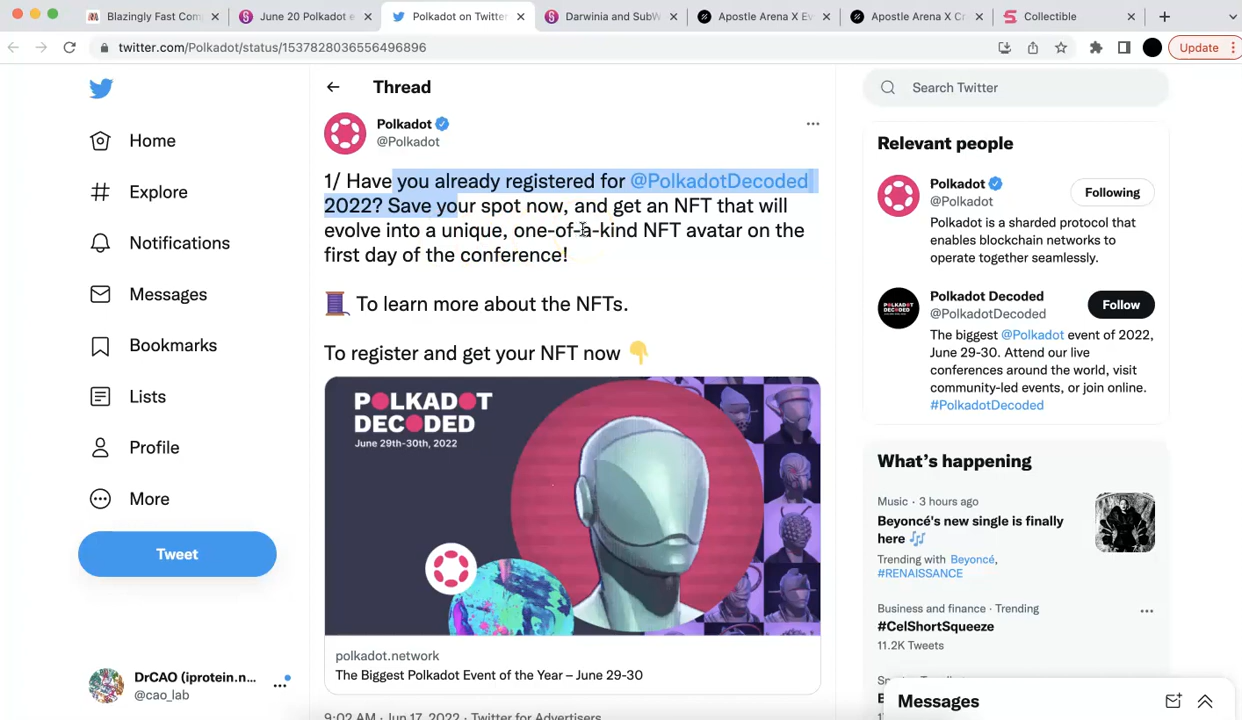 Blazingly Fast Com
June 20 Polkadot e
Polkadot on Twitter
Darwinia and SubW
Apostle Arena X Ev
Apostle Arena X Cr
Collectible
twitter.com/Polkadot/status/1537828036556496896
Update
Home
Explore
Notifications
Messages
Bookmarks
Lists
Profile
More
Tweet
DrCAO (iprotein.n...
@cao_lab
Thread
Polkadot
@Polkadot
1/ Have you already registered for @PolkadotDecoded
2022? Save your spot now, and get an NFT that will
evolve into a unique, one-of-a-kind NFT avatar on the
first day of the conference!
🧵 To learn more about the NFTs.
To register and get your NFT now 👇
POLKADOT
DECODED
June 29th-30th, 2022
polkadot.network
The Biggest Polkadot Event of the Year – June 29-30
9:02 AM · Jun 17, 2022 · Twitter for Advertisers
Search Twitter
Relevant people
Polkadot
@Polkadot
Following
Polkadot is a sharded protocol that
enables blockchain networks to
operate together seamlessly.
POLKADOT
DECODED
Polkadot Decoded
@PolkadotDecoded
Follow
The biggest @Polkadot event of 2022,
June 29-30. Attend our live
conferences around the world, visit
community-led events, or join online.
#PolkadotDecoded
What's happening
Music · 3 hours ago
Beyoncé's new single is finally
here 🎶
Trending with Beyoncé,
#RENAISSANCE
Business and finance · Trending
#CelShortSqueeze
11.2K Tweets
Messages